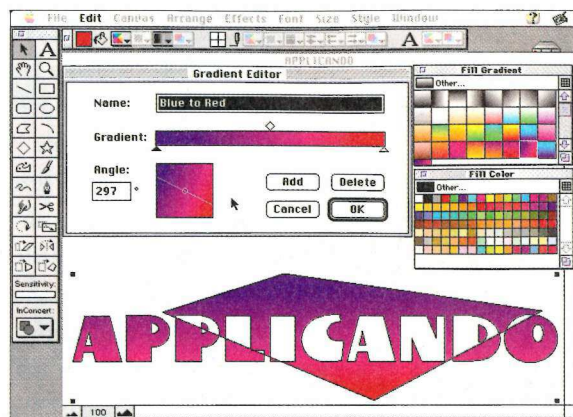 File Edit Canvas Arrange Effects Font Size Style Window
APPLICANDO
Gradient Editor
Name: Blue to Red
Gradient:
Angle:
297 °
Add Delete
Cancel OK
Fill Gradient
Other...
Fill Color
Other...
A
A
Sensitivity:
InConcert:
APPLICANDO
100